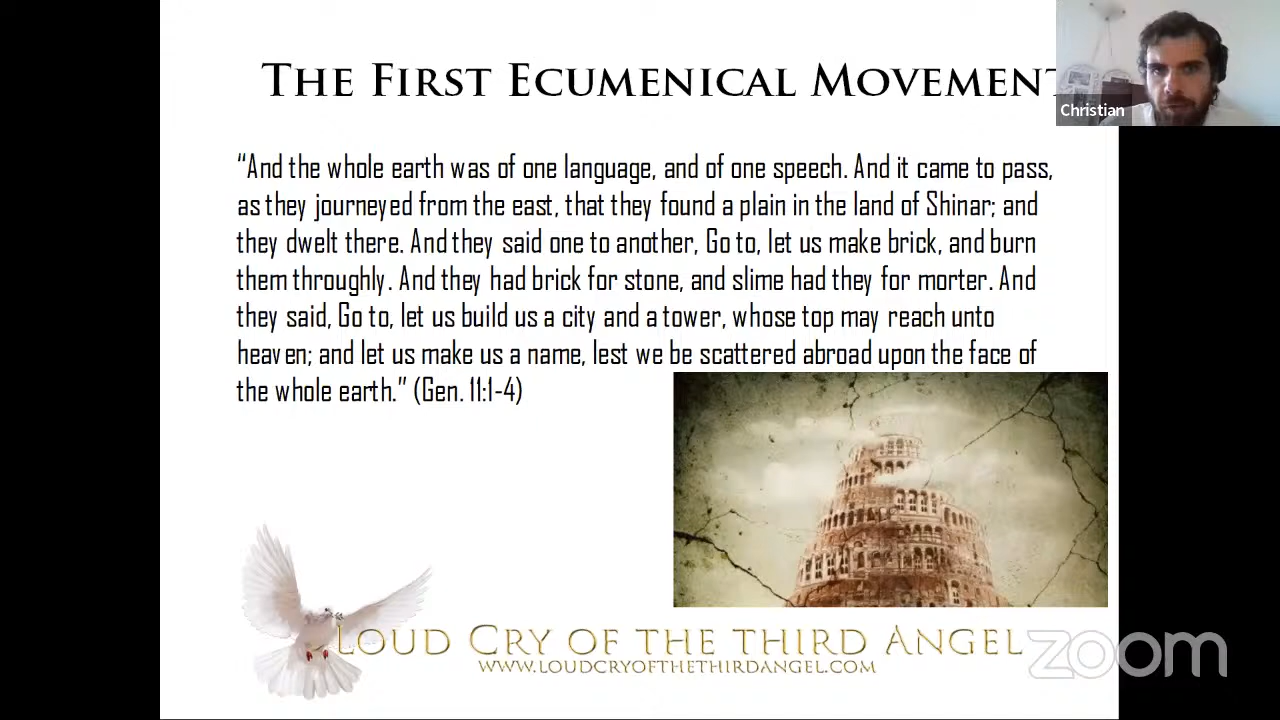 THE FIRST ECUMENICAL MOVEMENT
Christian
“And the whole earth was of one language, and of one speech. And it came to pass,
as they journeyed from the east, that they found a plain in the land of Shinar; and
they dwelt there. And they said one to another, Go to, let us make brick, and burn
them throughly. And they had brick for stone, and slime had they for morter. And
they said, Go to, let us build us a city and a tower, whose top may reach unto
heaven; and let us make us a name, lest we be scattered abroad upon the face of
the whole earth.” (Gen. 11:1-4)
LOUD CRY OF THE THIRD ANGEL
WWW.LOUDCRYOFTHETHIRDANGEL.COM
zoom